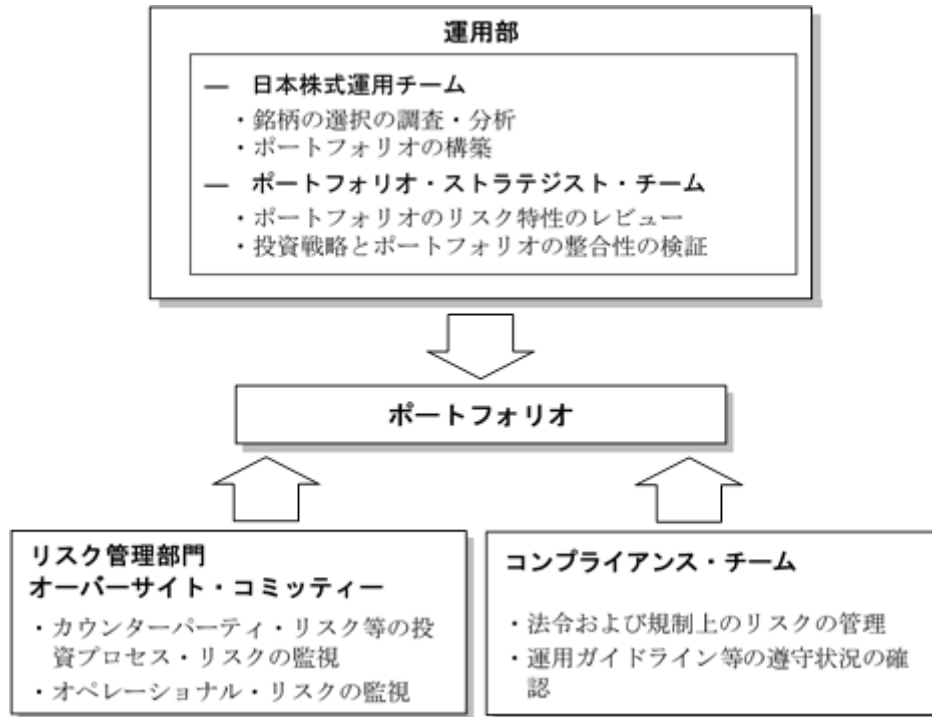 運用部
― 日本株式運用チーム
・銘柄の選択の調査・分析
・ポートフォリオの構築
― ポートフォリオ・ストラテジスト・チーム
・ポートフォリオのリスク特性のレビュー
・投資戦略とポートフォリオの整合性の検証
ポートフォリオ
リスク管理部門
オーバーサイト・コミッティー
・カウンターパーティ・リスク等の投
資プロセス・リスクの監視
・オペレーショナル・リスクの監視
コンプライアンス・チーム
・法令および規制上のリスクの管理
・運用ガイドライン等の遵守状況の確
認